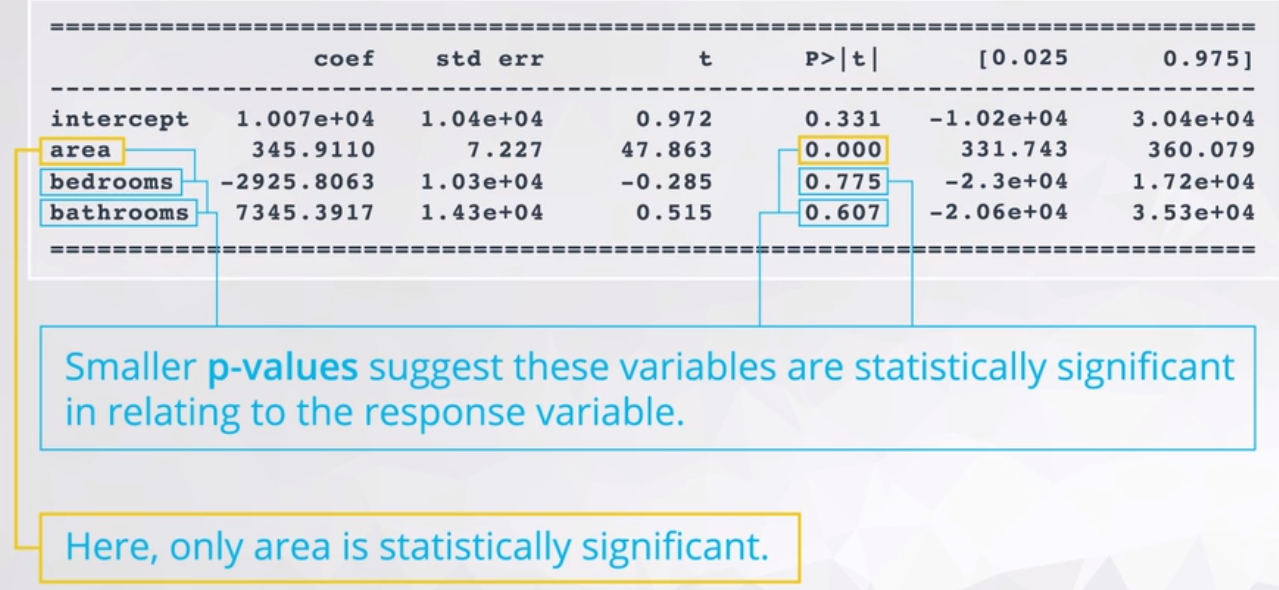 ================================================================================
coef std err t P>|t| [0.025 0.975]
--------------------------------------------------------------------------------
intercept 1.007e+04 1.04e+04 0.972 0.331 -1.02e+04 3.04e+04
area 345.9110 7.227 47.863 0.000 331.743 360.079
bedrooms -2925.8063 1.03e+04 -0.285 0.775 -2.3e+04 1.72e+04
bathrooms 7345.3917 1.43e+04 0.515 0.607 -2.06e+04 3.53e+04
================================================================================
Smaller p-values suggest these variables are statistically significant
in relating to the response variable.
Here, only area is statistically significant.